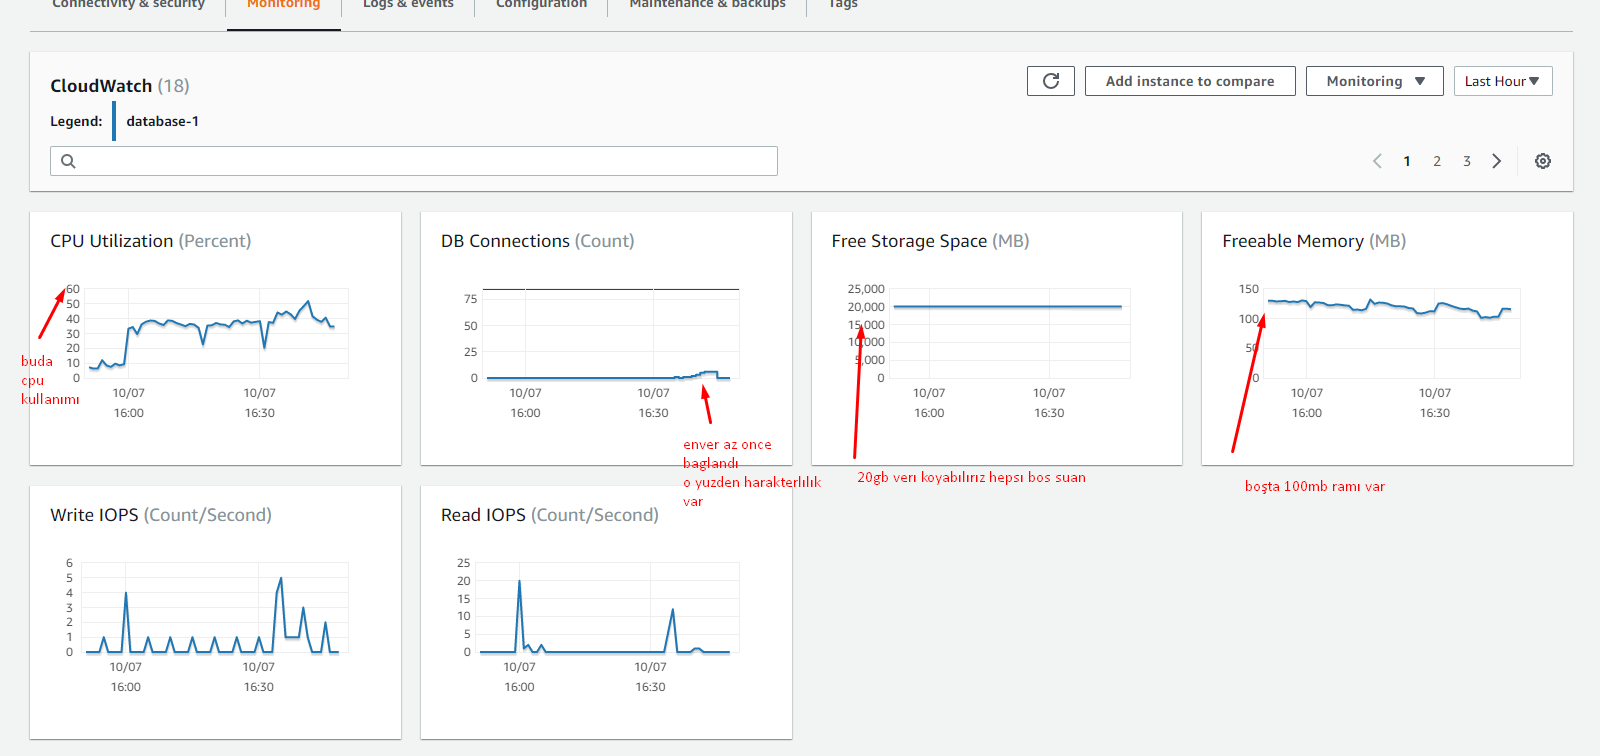 Connectivity & security
Monitoring
Logs & events
Configuration
Maintenance & backups
Tags
CloudWatch (18)
Add instance to compare
Monitoring
Last Hour
Legend:
database-1
1
2
3
CPU Utilization (Percent)
60
50
40
30
20
10
0
10/07
16:00
10/07
16:30
buda
cpu
kullanımı
DB Connections (Count)
75
50
25
0
10/07
16:00
10/07
16:30
enver az once
baglandı
o yuzden harakterlılık
var
Free Storage Space (MB)
25,000
20,000
15,000
10,000
5,000
0
10/07
16:00
10/07
16:30
20gb verı koyabılırız hepsı bos suan
Freeable Memory (MB)
150
100
50
0
10/07
16:00
10/07
16:30
boşta 100mb ramı var
Write IOPS (Count/Second)
6
5
4
3
2
1
0
10/07
16:00
10/07
16:30
Read IOPS (Count/Second)
25
20
15
10
5
0
10/07
16:00
10/07
16:30